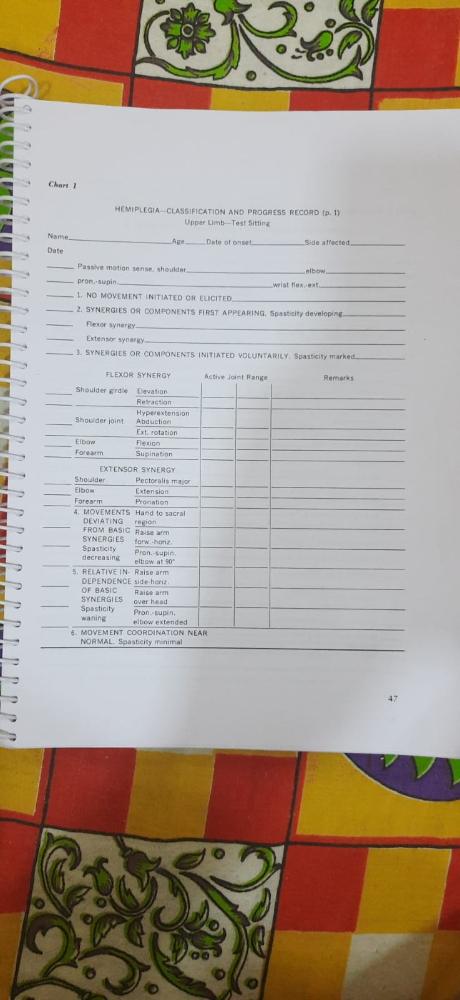 Chart 1
HEMIPLEGIA—CLASSIFICATION AND PROGRESS RECORD (p. 1)
Upper Limb—Test Sitting
Name Age Date of onset Side affected
Date
Passive motion sense, shoulder elbow
pron.-supin. wrist flex.-ext.
1. NO MOVEMENT INITIATED OR ELICITED
2. SYNERGIES OR COMPONENTS FIRST APPEARING. Spasticity developing
Flexor synergy
Extensor synergy
3. SYNERGIES OR COMPONENTS INITIATED VOLUNTARILY. Spasticity marked
FLEXOR SYNERGY Active Joint Range Remarks
Shoulder girdle Elevation
Retraction
Hyperextension
Shoulder joint Abduction
Ext. rotation
Elbow Flexion
Forearm Supination
EXTENSOR SYNERGY
Shoulder Pectoralis major
Elbow Extension
Forearm Pronation
4. MOVEMENTS Hand to sacral
DEVIATING region
FROM BASIC Raise arm
SYNERGIES forw.-horiz.
Spasticity Pron.-supin.
decreasing elbow at 90°
5. RELATIVE IN- Raise arm
DEPENDENCE side-horiz.
OF BASIC Raise arm
SYNERGIES over head
Spasticity Pron.-supin.
waning elbow extended
6. MOVEMENT COORDINATION NEAR
NORMAL. Spasticity minimal
47